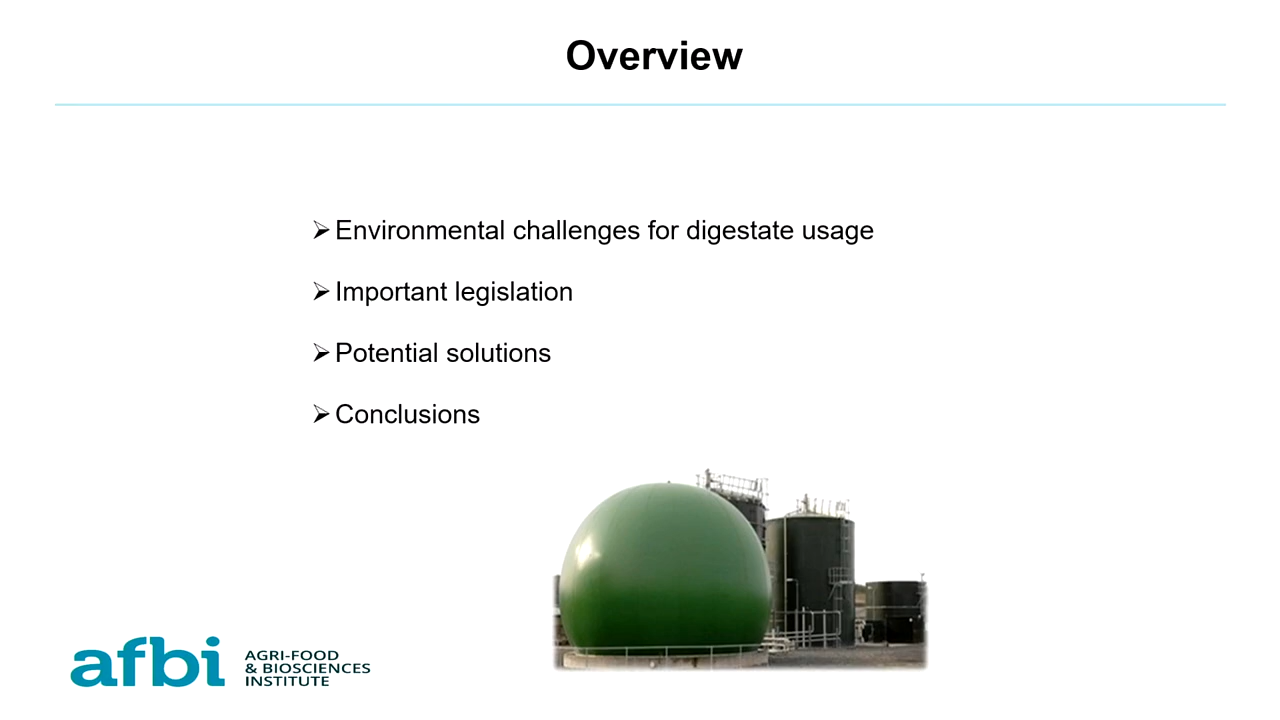 Overview
➢ Environmental challenges for digestate usage
➢ Important legislation
➢ Potential solutions
➢ Conclusions
afbi
AGRI-FOOD
& BIOSCIENCES
INSTITUTE